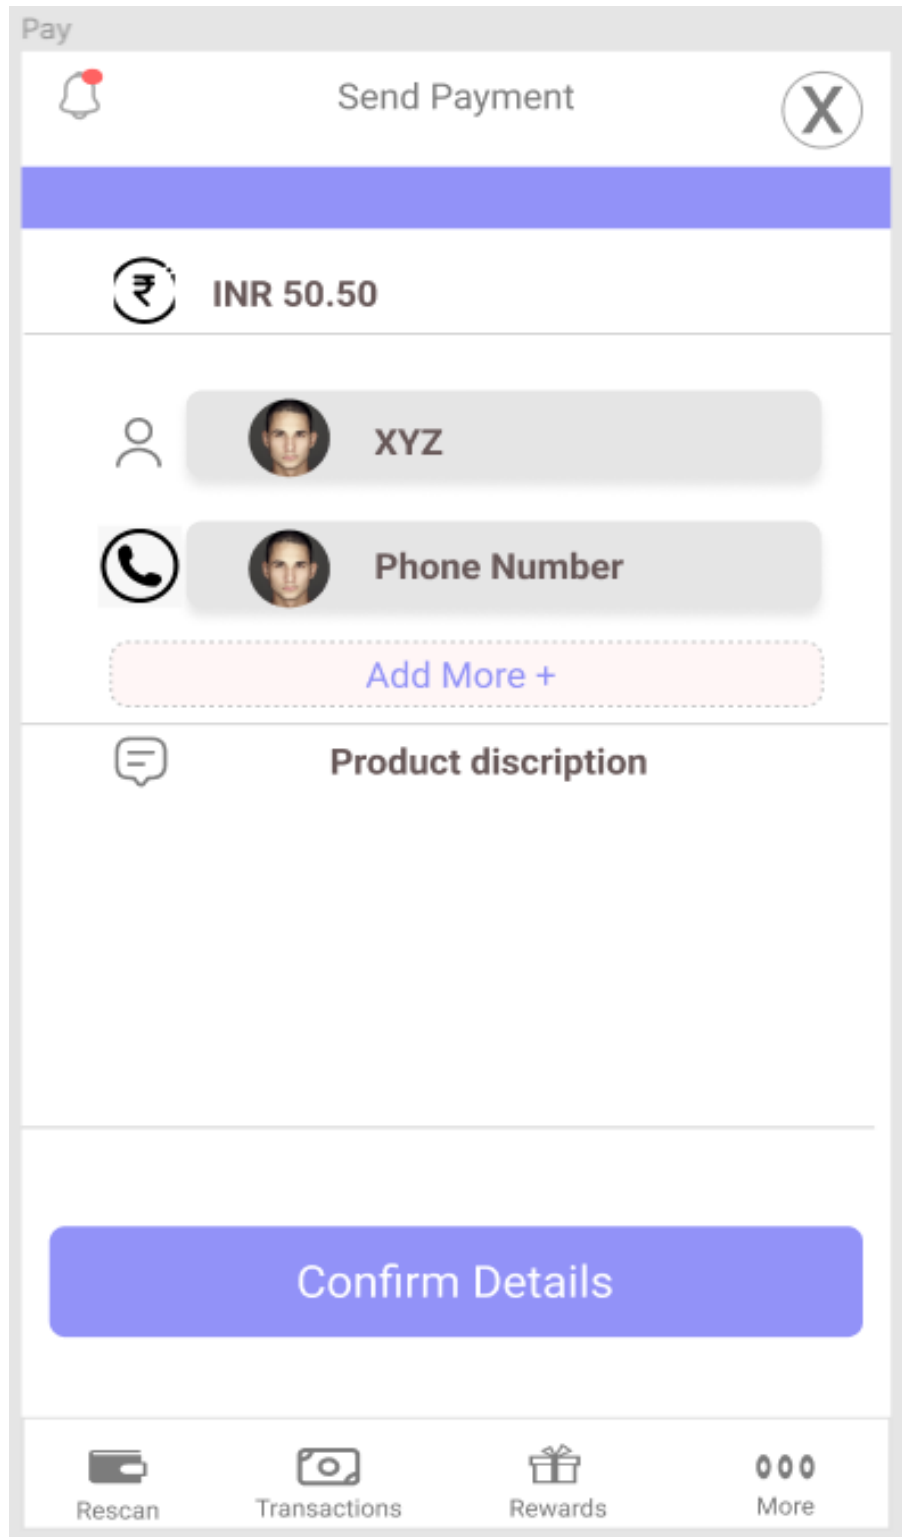 Pay
Send Payment
X
₹
INR 50.50
XYZ
Phone Number
Add More +
Product discription
Confirm Details
Rescan
Transactions
Rewards
More